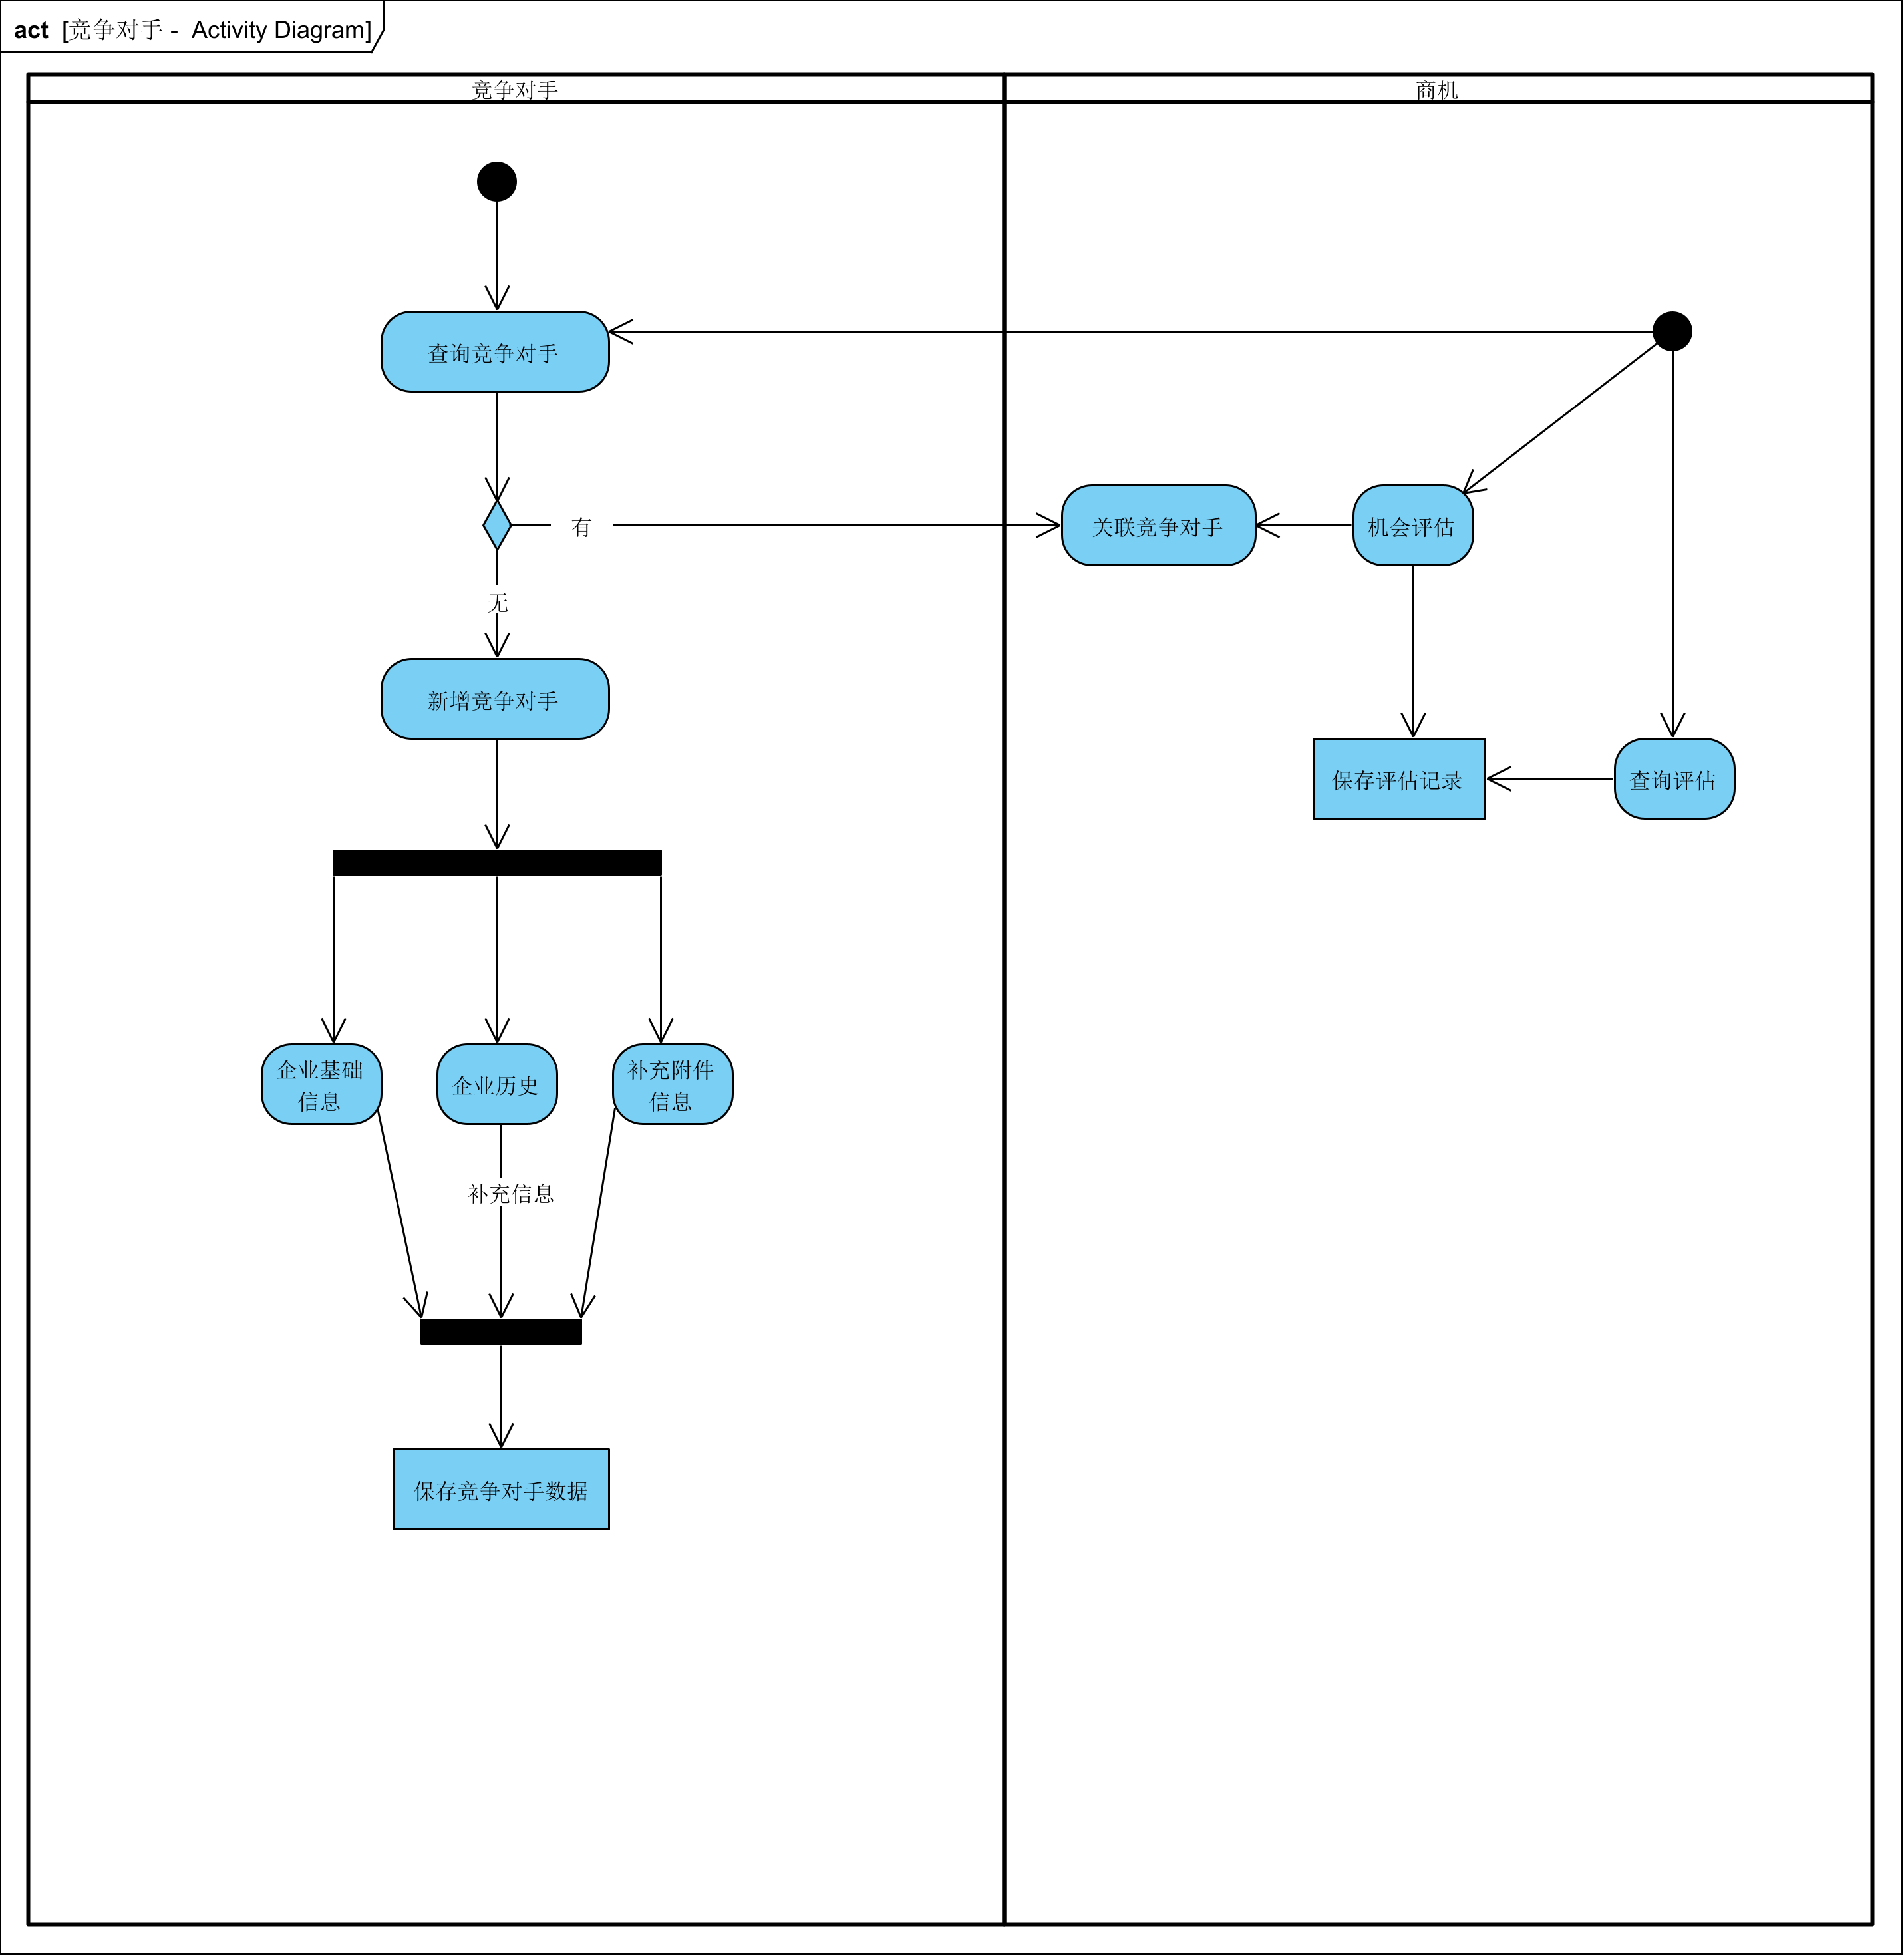 act [竞争对手 - Activity Diagram]
竞争对手
商机
查询竞争对手
有
关联竞争对手
机会评估
无
新增竞争对手
保存评估记录
查询评估
企业基础
信息
企业历史
补充附件
信息
补充信息
保存竞争对手数据